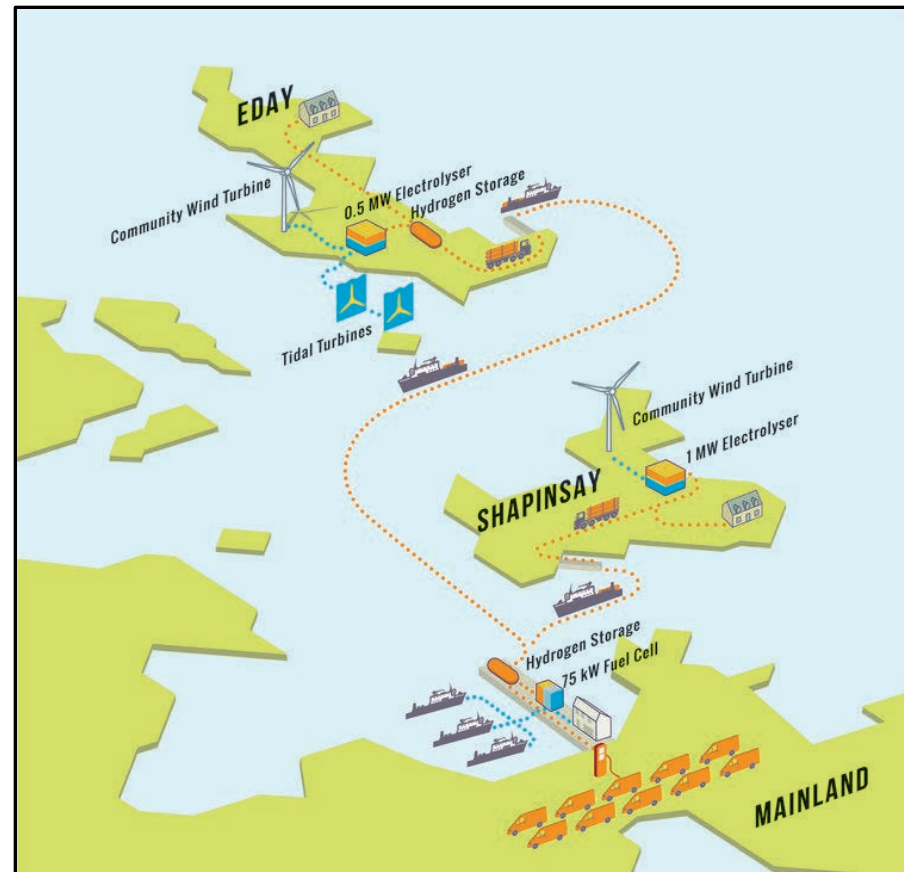 EDAY
Community Wind Turbine
0.5 MW Electrolyser
Hydrogen Storage
Tidal Turbines
Community Wind Turbine
1 MW Electrolyser
SHAPINSAY
Hydrogen Storage
75 kW Fuel Cell
MAINLAND